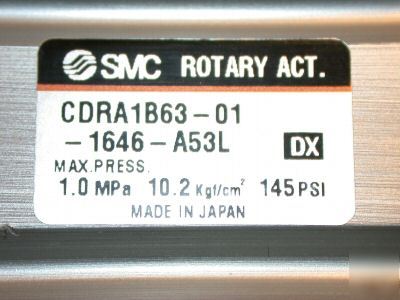 SMC ROTARY ACT.
CDRA1B63-01
-1646-A53L DX
MAX.PRESS.
1.0 MPa 10.2 Kgf/cm² 145 PSI
MADE IN JAPAN
UNIQUIP